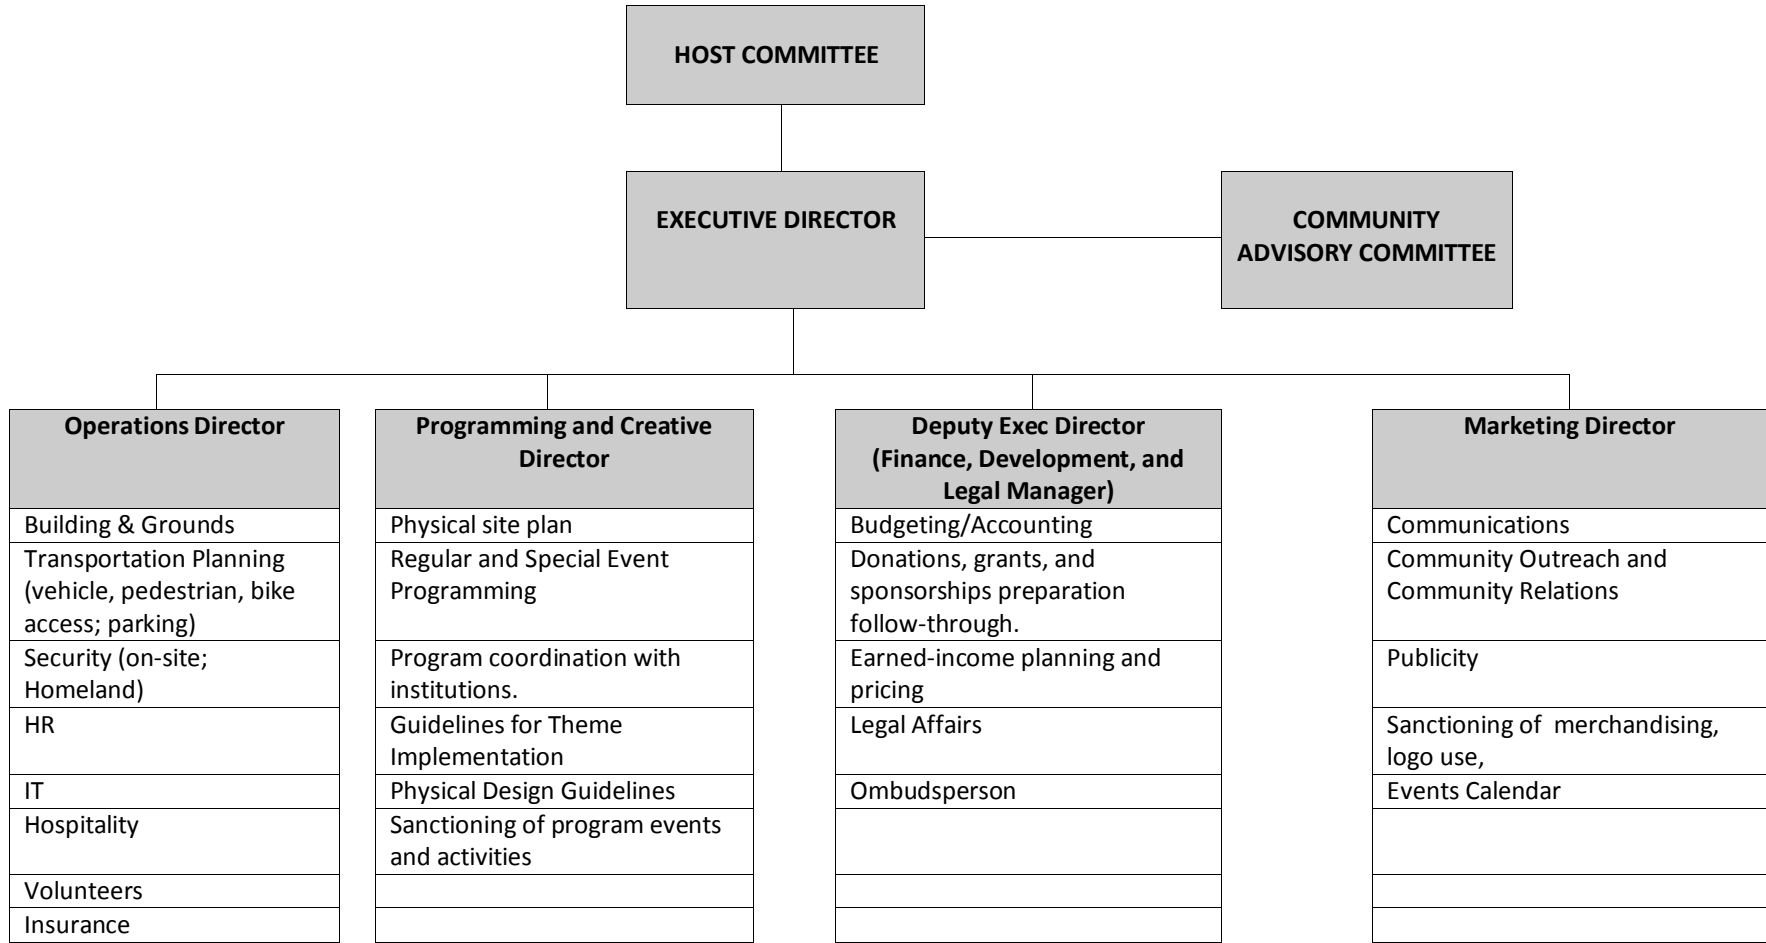 HOST COMMITTEE
EXECUTIVE DIRECTOR
COMMUNITY
ADVISORY COMMITTEE
Operations Director
Building & Grounds
Transportation Planning
(vehicle, pedestrian, bike
access; parking)
Security (on-site;
Homeland)
HR
IT
Hospitality
Volunteers
Insurance
Programming and Creative
Director
Physical site plan
Regular and Special Event
Programming
Program coordination with
institutions.
Guidelines for Theme
Implementation
Physical Design Guidelines
Sanctioning of program events
and activities
Deputy Exec Director
(Finance, Development, and
Legal Manager)
Budgeting/Accounting
Donations, grants, and
sponsorships preparation
follow-through.
Earned-income planning and
pricing
Legal Affairs
Ombudsperson
Marketing Director
Communications
Community Outreach and
Community Relations
Publicity
Sanctioning of  merchandising,
logo use,
Events Calendar